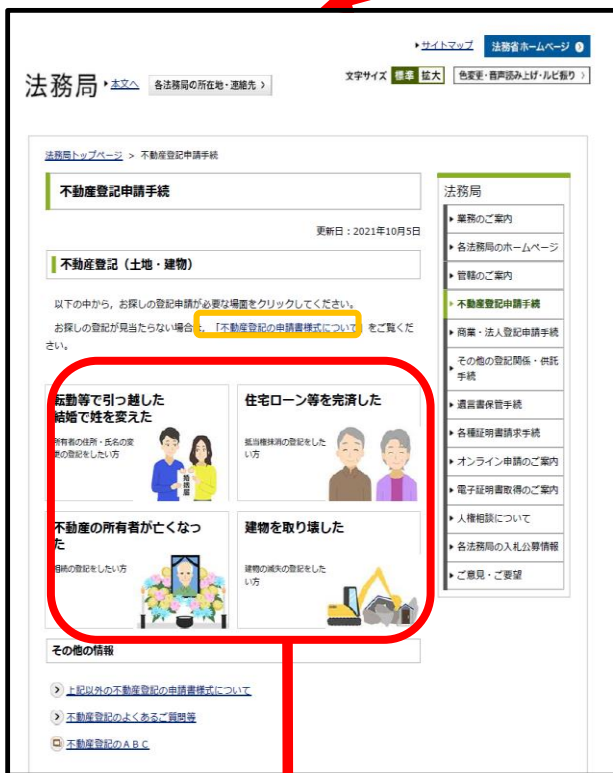 サイトマップ 法務省ホームページ
法務局 本文へ 各法務局の所在地・連絡先 文字サイズ 標準 拡大 色変更・音声読み上げ・ルビ振り
法務局トップページ > 不動産登記申請手続
不動産登記申請手続
更新日：2021年10月5日
不動産登記（土地・建物）
以下の中から，お探しの登記申請が必要な場面をクリックしてください。
お探しの登記が見当たらない場合は，「不動産登記の申請書様式について」をご覧くだ
さい。
転勤等で引っ越した
結婚で姓を変えた
所有者の住所・氏名の変
更の登記をしたい方
婚姻届
住宅ローン等を完済した
抵当権抹消の登記をした
い方
不動産の所有者が亡くなっ
た
相続の登記をしたい方
建物を取り壊した
建物の滅失の登記をした
い方
その他の情報
上記以外の不動産登記の申請書様式について
不動産登記のよくあるご質問等
不動産登記のＡＢＣ
法務局
業務のご案内
各法務局のホームページ
管轄のご案内
不動産登記申請手続
商業・法人登記申請手続
その他の登記関係・供託
手続
遺言書保管手続
各種証明書請求手続
オンライン申請のご案内
電子証明書取得のご案内
人権相談について
各法務局の入札公募情報
ご意見・ご要望